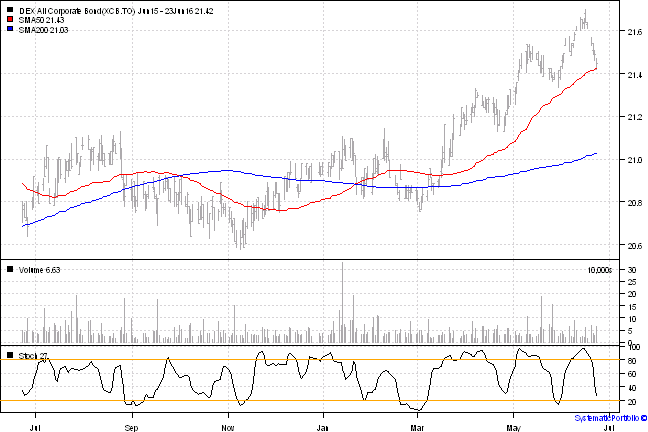 DEX All Corporate Bond(XCB.TO) Jun15 - 23Jun16 21.42
SMA50 21.43
SMA200 21.03
21.6
21.4
21.2
21.0
20.8
20.6
Volume 6.63
10,000s
30
25
20
15
10
5
0
Stoch 27
100
80
60
40
20
Jul Sep Nov Jan Mar May Jul
SystematicPortfolio ©